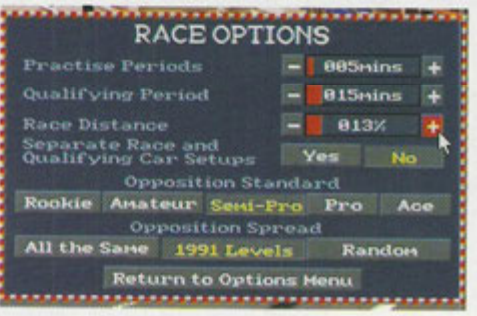 RACE OPTIONS
Practise Periods - 005mins +
Qualifying Period - 015mins +
Race Distance - 013% +
Separate Race and
Qualifying Car Setups Yes No
Opposition Standard
Rookie Amateur Semi-Pro Pro Ace
Opposition Spread
All the Same 1991 Levels Random
Return to Options Menu